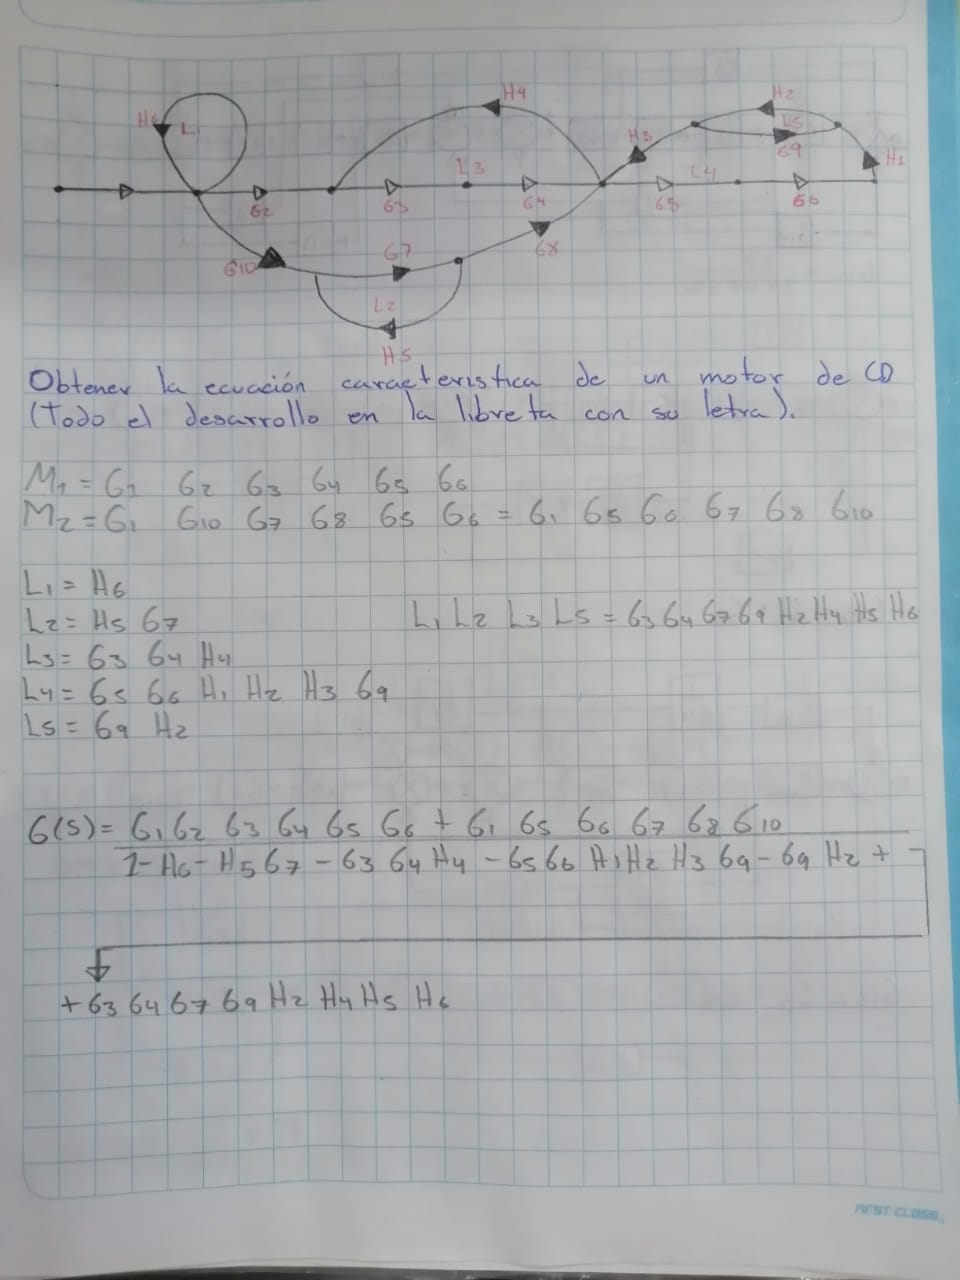 H4
H2
H6 L1
L5
H3
G9
H1
L3
L4
G2
G3
G4
G5
G6
G7
G8
G10
L2
H5
Obtener la ecuación caracteristica de un motor de CD
(Todo el desarrollo en la libreta con su letra).
M1 = G1 G2 G3 G4 G5 G6
M2 = G1 G10 G7 G8 G5 G6 = G1 G5 G6 G7 G8 G10
L1 = H6
L2 = H5 G7 L1 L2 L3 L5 = G3 G4 G7 G9 H2 H4 H5 H6
L3 = G3 G4 H4
L4 = G5 G6 H1 H2 H3 G9
L5 = G9 H2
G(S) = G1 G2 G3 G4 G5 G6 + G1 G5 G6 G7 G8 G10
1 - H6 - H5 G7 - G3 G4 H4 - G5 G6 H1 H2 H3 G9 - G9 H2 +
+ G3 G4 G7 G9 H2 H4 H5 H6
FIRST CLASS